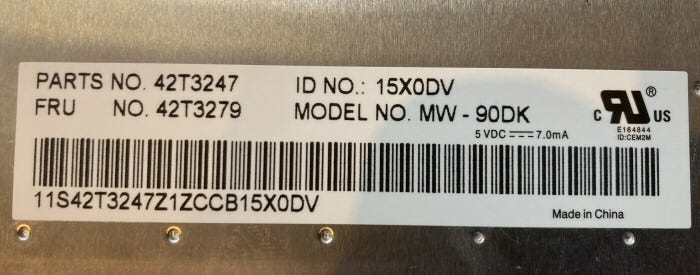 PARTS NO. 42T3247 ID NO.: 15X0DV
FRU NO. 42T3279 MODEL NO. MW - 90DK
5 VDC ⎓ 7.0mA
C RU ® US
E164844
ID:CEM2M
11S42T3247Z1ZCCB15X0DV
Made in China